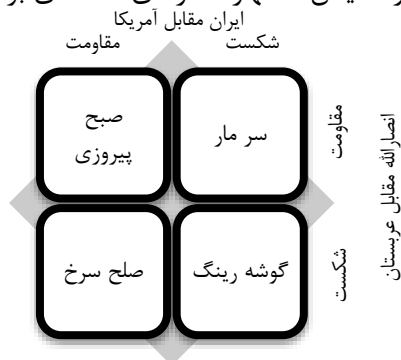 ایران مقابل آمریکا
شکست
مقاومت
سر مار
صبح
پیروزی
مقاومت
گوشه رینگ
صلح سرخ
شکست
انصارالله مقابل عربستان